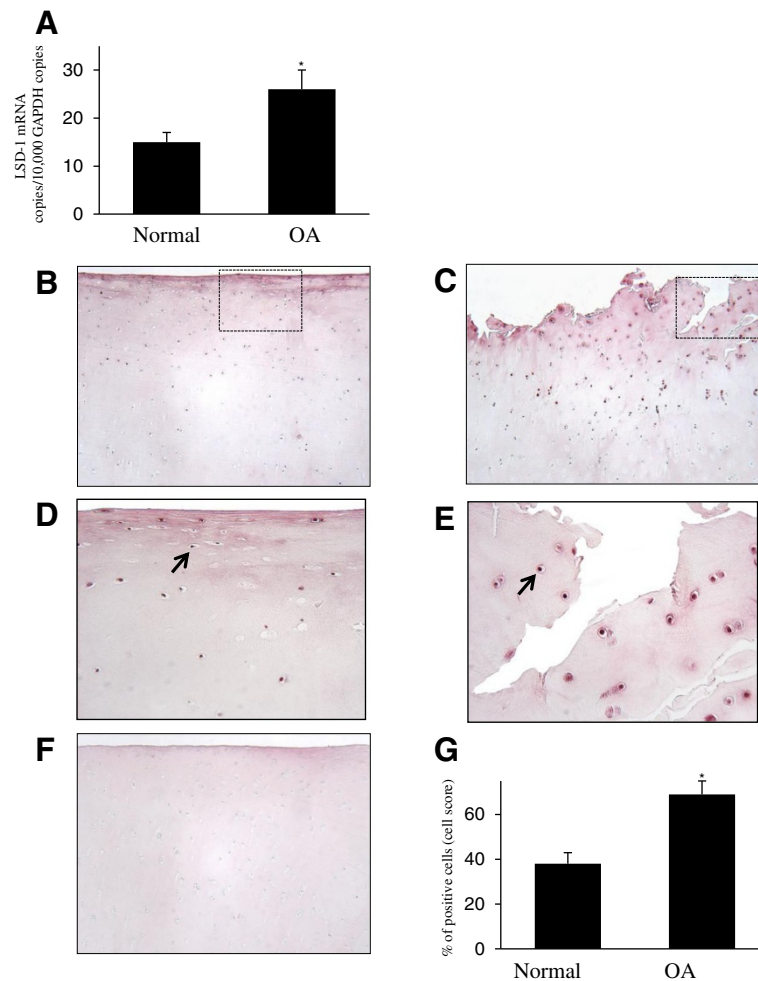 A
LSD-1 mRNA
copies/10,000 GAPDH copies
30
20
10
0
*
Normal OA
B
C
D
E
F
G
% of positive cells (cell score)
60
40
20
0
*
Normal OA